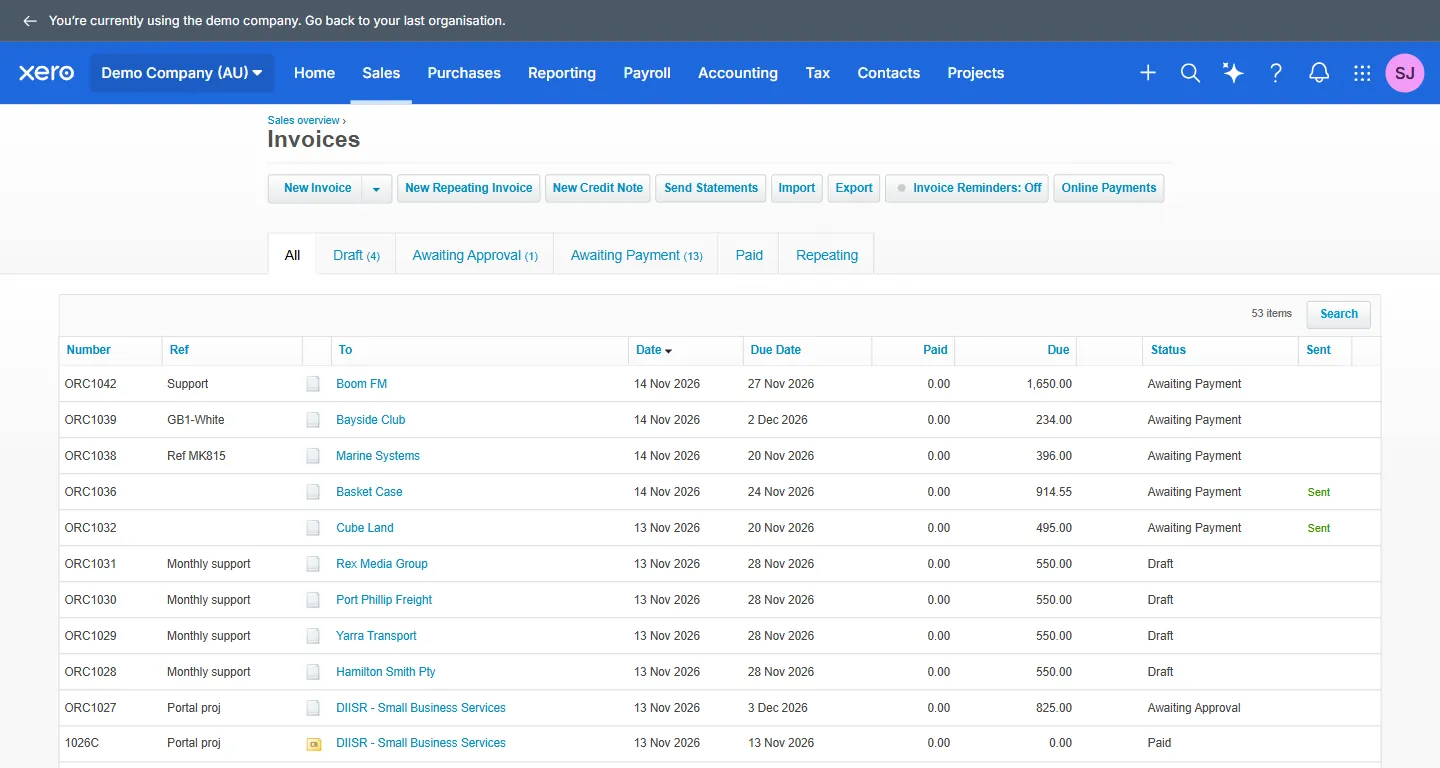 You're currently using the demo company. Go back to your last organisation.
xero Demo Company (AU) Home Sales Purchases Reporting Payroll Accounting Tax Contacts Projects SJ
Sales overview ›
Invoices
New Invoice New Repeating Invoice New Credit Note Send Statements Import Export Invoice Reminders: Off Online Payments
All Draft (4) Awaiting Approval (1) Awaiting Payment (13) Paid Repeating
53 items Search
Number Ref To Date Due Date Paid Due Status Sent
ORC1042 Support Boom FM 14 Nov 2026 27 Nov 2026 0.00 1,650.00 Awaiting Payment
ORC1039 GB1-White Bayside Club 14 Nov 2026 2 Dec 2026 0.00 234.00 Awaiting Payment
ORC1038 Ref MK815 Marine Systems 14 Nov 2026 20 Nov 2026 0.00 396.00 Awaiting Payment
ORC1036 Basket Case 14 Nov 2026 24 Nov 2026 0.00 914.55 Awaiting Payment Sent
ORC1032 Cube Land 13 Nov 2026 20 Nov 2026 0.00 495.00 Awaiting Payment Sent
ORC1031 Monthly support Rex Media Group 13 Nov 2026 28 Nov 2026 0.00 550.00 Draft
ORC1030 Monthly support Port Phillip Freight 13 Nov 2026 28 Nov 2026 0.00 550.00 Draft
ORC1029 Monthly support Yarra Transport 13 Nov 2026 28 Nov 2026 0.00 550.00 Draft
ORC1028 Monthly support Hamilton Smith Pty 13 Nov 2026 28 Nov 2026 0.00 550.00 Draft
ORC1027 Portal proj DIISR - Small Business Services 13 Nov 2026 3 Dec 2026 0.00 825.00 Awaiting Approval
1026C Portal proj CR DIISR - Small Business Services 13 Nov 2026 13 Nov 2026 0.00 0.00 Paid